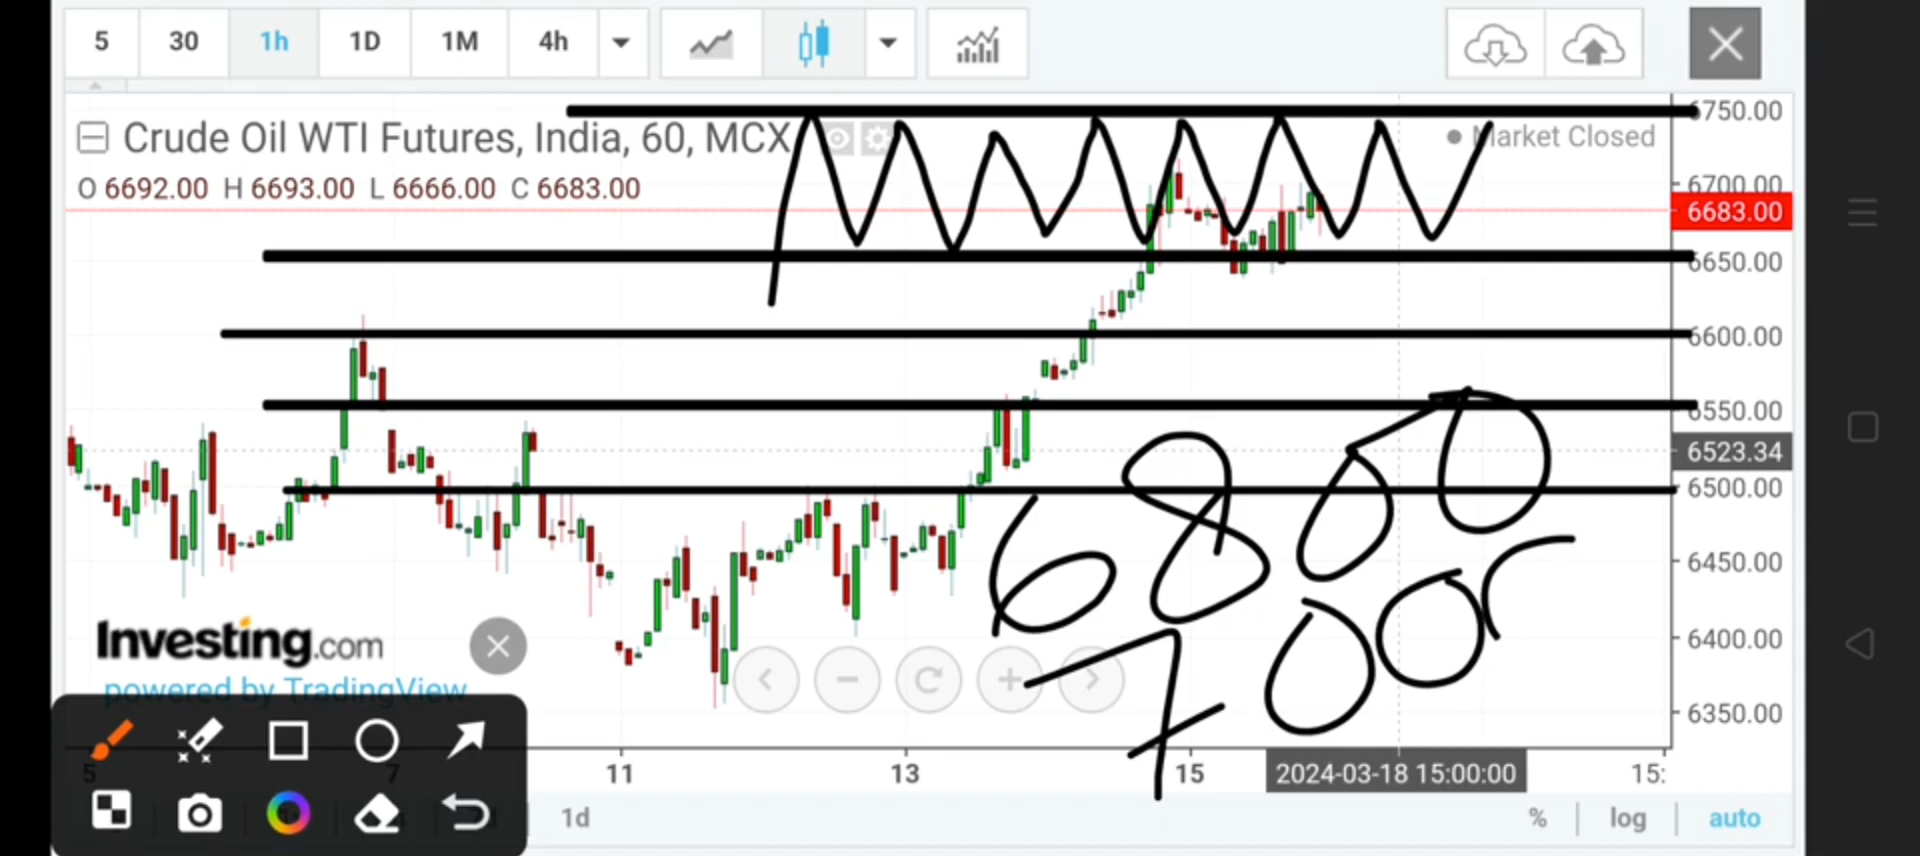 5 30 1h 1D 1M 4h
Crude Oil WTI Futures, India, 60, MCX
Market Closed
O 6692.00 H 6693.00 L 6666.00 C 6683.00
6750.00
6700.00
6683.00
6650.00
6600.00
6550.00
6523.34
6500.00
6450.00
6400.00
6350.00
6800
7000
Investing.com
powered by TradingView
5 7 11 13 15 2024-03-18 15:00:00 15:
1d % log auto